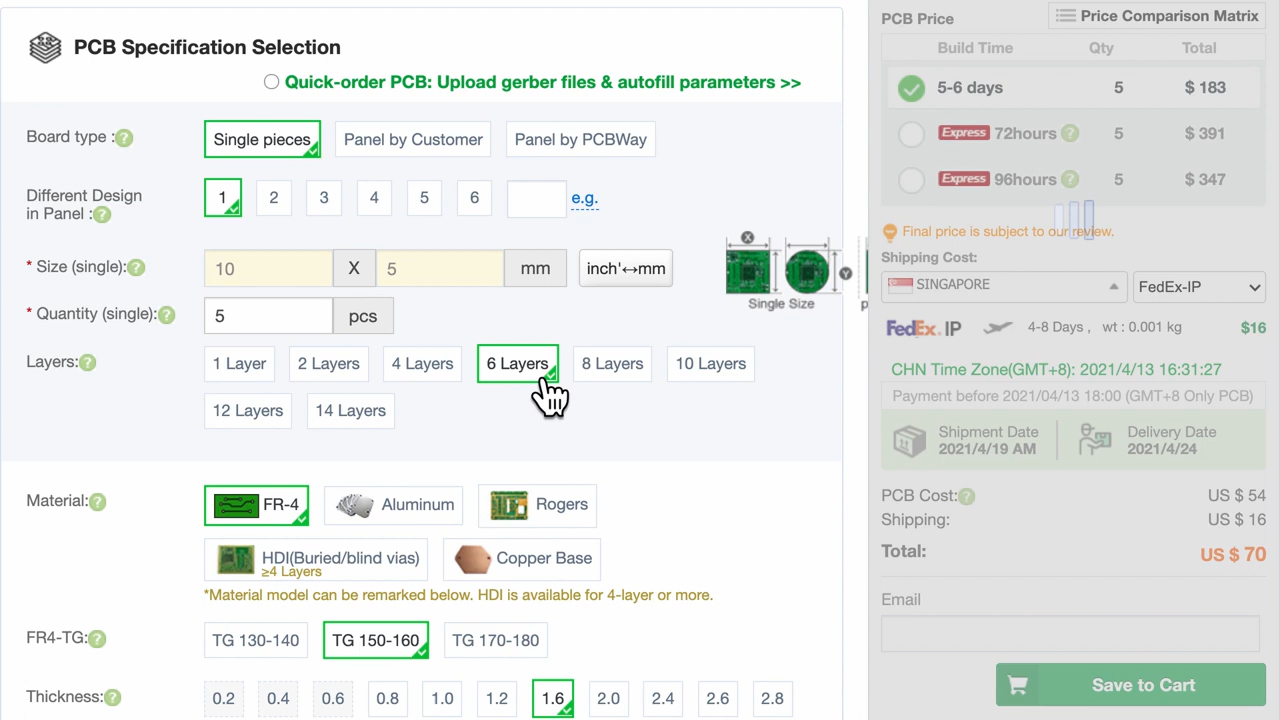 PCB Specification Selection
Quick-order PCB: Upload gerber files & autofill parameters >>
Board type :?
Single pieces
Panel by Customer
Panel by PCBWay
Different Design
in Panel :?
1
2
3
4
5
6
e.g.
* Size (single):?
10 X 5 mm
inch'↔mm
X
Y
Single Size
p
* Quantity (single):?
5 pcs
Layers:?
1 Layer
2 Layers
4 Layers
6 Layers
8 Layers
10 Layers
12 Layers
14 Layers
Material:?
FR-4
Aluminum
Rogers
HDI(Buried/blind vias)
≥4 Layers
Copper Base
*Material model can be remarked below. HDI is available for 4-layer or more.
FR4-TG:?
TG 130-140
TG 150-160
TG 170-180
Thickness:?
0.2
0.4
0.6
0.8
1.0
1.2
1.6
2.0
2.4
2.6
2.8
PCB Price
Price Comparison Matrix
Build Time Qty Total
5-6 days 5 $ 183
Express 72hours ? 5 $ 391
Express 96hours ? 5 $ 347
Final price is subject to our review.
Shipping Cost:
SINGAPORE
FedEx-IP
FedEx. IP 4-8 Days , wt : 0.001 kg $16
CHN Time Zone(GMT+8): 2021/4/13 16:31:27
Payment before 2021/04/13 18:00 (GMT+8 Only PCB)
Shipment Date
2021/4/19 AM
Delivery Date
2021/4/24
PCB Cost:? US $ 54
Shipping: US $ 16
Total: US $ 70
Email
Save to Cart